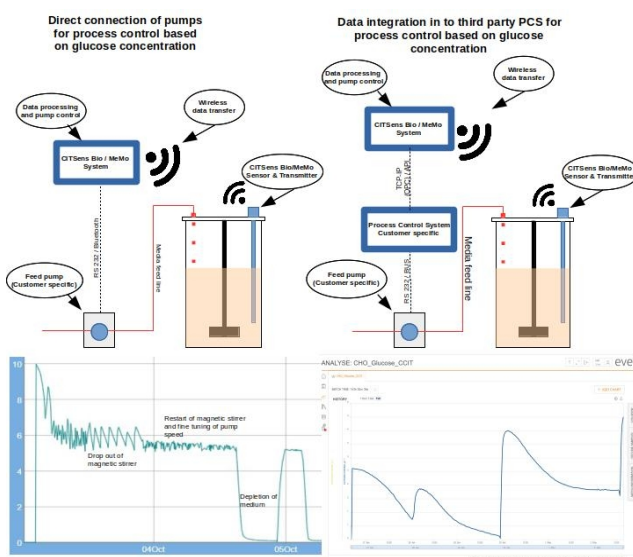 Direct connection of pumps
for process control based
on glucose concentration
Data processing
and pump control
Wireless
data transfer
CITSens Bio / MeMo
System
CITSens Bio/MeMo
Sensor & Transmitter
RS 232 / Bluetooth
Media feed line
Feed pump
(Customer specific)
Data integration in to third party PCS for
process control based on glucose
concentration
Data processing
and pump control
Wireless
data transfer
CITSens Bio / MeMo
System
CITSens Bio/MeMo
Sensor & Transmitter
TCP-IP
Process Control System
Customer specific
RS 232 / BUS
Media feed line
Feed pump
(Customer specific)
10
8
6
4
2
0
Drop out of
magnetic stirrer
Restart of magnetic stirrer
and fine tuning of pump
speed
Depletion of
medium
04Oct
05Oct
ANALYSE: CHO_Glucose_CCIT
eve